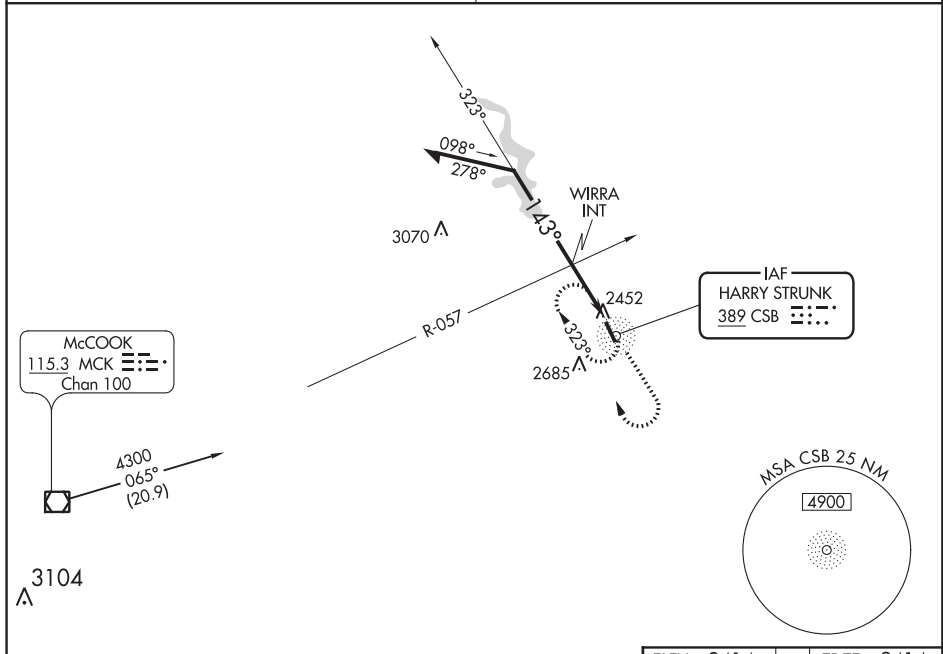 323°
098°
278°
143°
WIRRA
INT
3070
IAF
HARRY STRUNK
389 CSB
2452
R-057
323°
2685
McCOOK
115.3 MCK
Chan 100
4300
065°
(20.9)
MSA CSB 25 NM
4900
3104